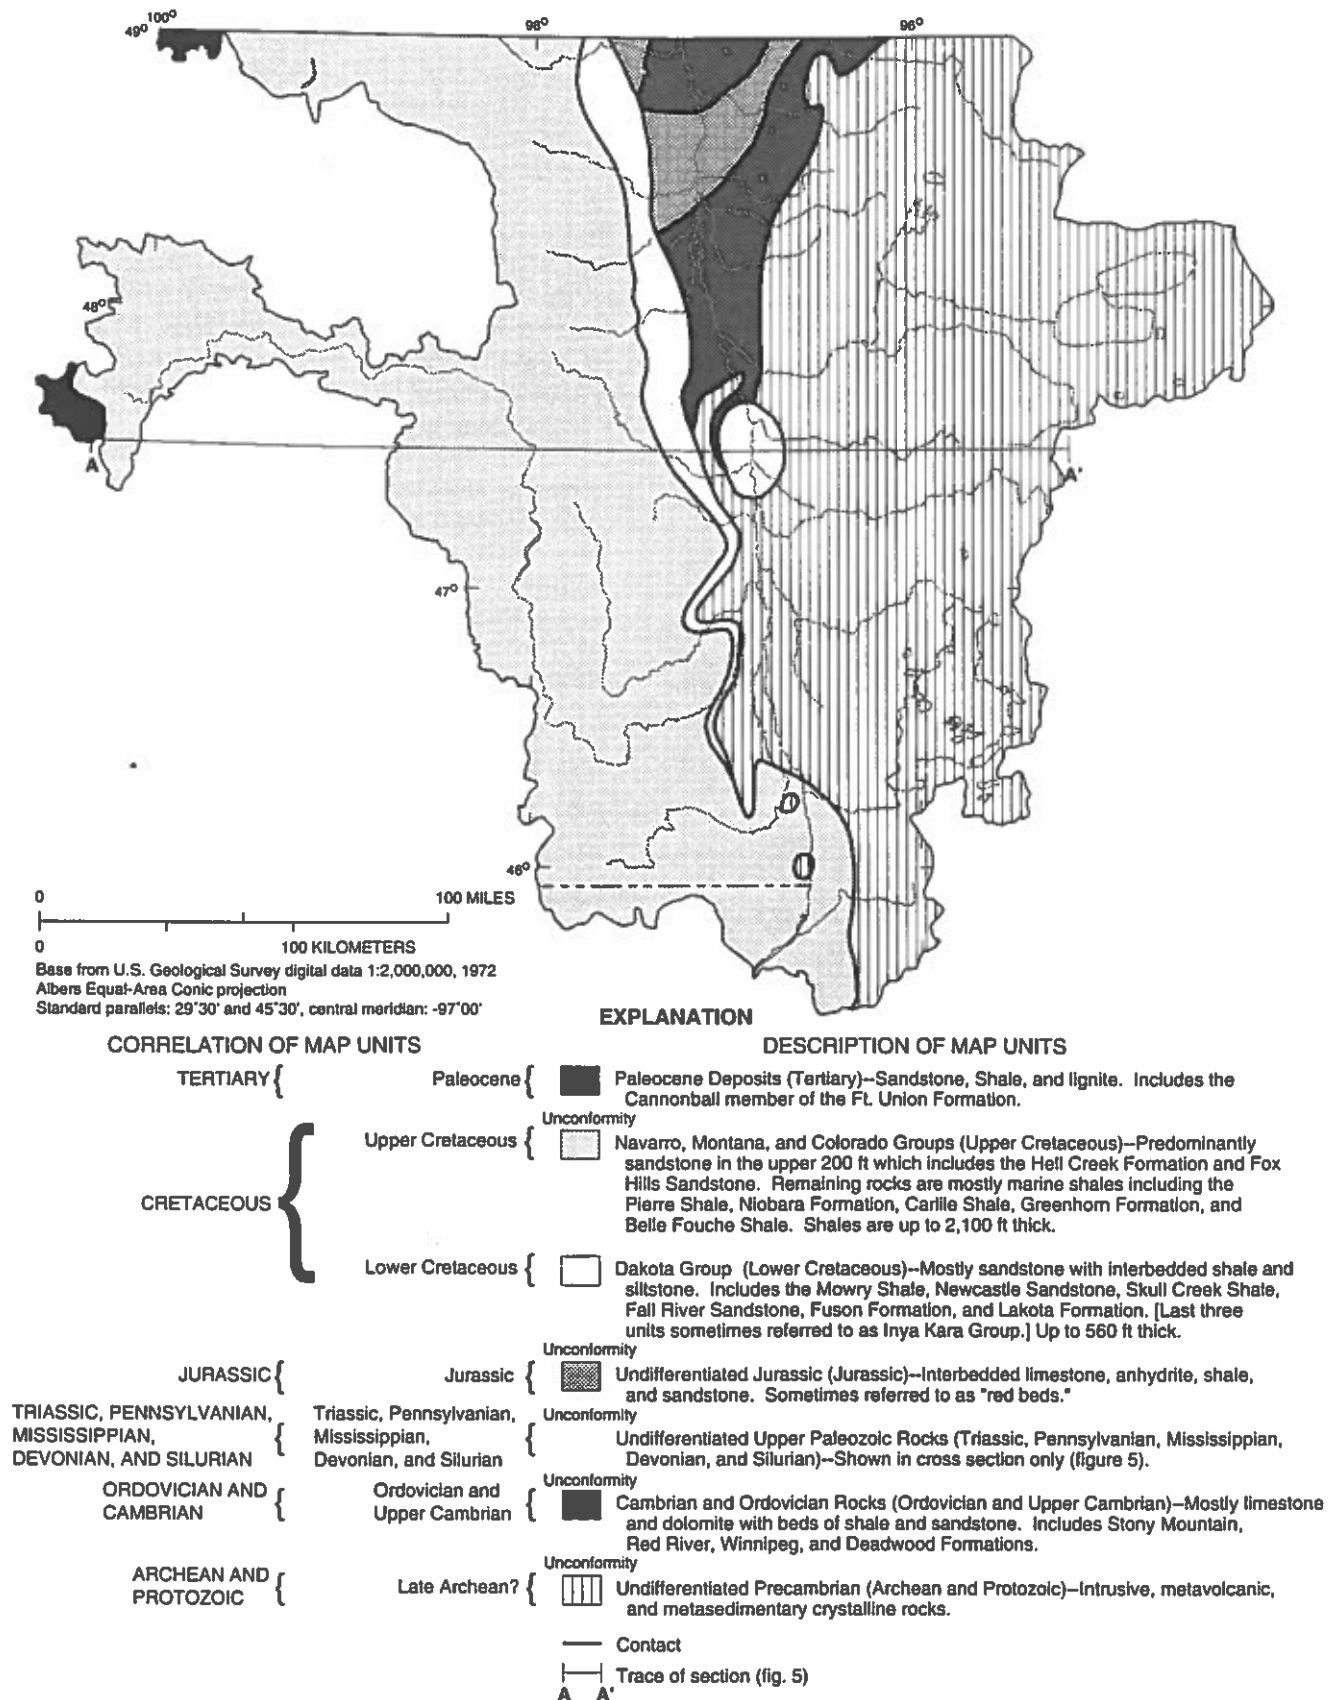 100°
49°
98°
96°
48°
A
A'
47°
46°
0
100 MILES
0
100 KILOMETERS
Base from U.S. Geological Survey digital data 1:2,000,000, 1972
Albers Equal-Area Conic projection
Standard parallels: 29°30' and 45°30', central meridian: -97°00'
EXPLANATION
CORRELATION OF MAP UNITS
DESCRIPTION OF MAP UNITS
TERTIARY {
Paleocene {
Paleocene Deposits (Tertiary)--Sandstone, Shale, and lignite. Includes the
Cannonball member of the Ft. Union Formation.
Unconformity
CRETACEOUS {
Upper Cretaceous {
Navarro, Montana, and Colorado Groups (Upper Cretaceous)--Predominantly
sandstone in the upper 200 ft which includes the Hell Creek Formation and Fox
Hills Sandstone. Remaining rocks are mostly marine shales including the
Pierre Shale, Niobara Formation, Carlile Shale, Greenhorn Formation, and
Belle Fouche Shale. Shales are up to 2,100 ft thick.
Lower Cretaceous {
Dakota Group (Lower Cretaceous)--Mostly sandstone with interbedded shale and
siltstone. Includes the Mowry Shale, Newcastle Sandstone, Skull Creek Shale,
Fall River Sandstone, Fuson Formation, and Lakota Formation. [Last three
units sometimes referred to as Inya Kara Group.] Up to 560 ft thick.
Unconformity
JURASSIC {
Jurassic {
Undifferentiated Jurassic (Jurassic)--Interbedded limestone, anhydrite, shale,
and sandstone. Sometimes referred to as "red beds."
Unconformity
TRIASSIC, PENNSYLVANIAN,
MISSISSIPPIAN,
DEVONIAN, AND SILURIAN {
Triassic, Pennsylvanian,
Mississippian,
Devonian, and Silurian {
Undifferentiated Upper Paleozoic Rocks (Triassic, Pennsylvanian, Mississippian,
Devonian, and Silurian)--Shown in cross section only (figure 5).
Unconformity
ORDOVICIAN AND
CAMBRIAN {
Ordovician and
Upper Cambrian {
Cambrian and Ordovician Rocks (Ordovician and Upper Cambrian)--Mostly limestone
and dolomite with beds of shale and sandstone. Includes Stony Mountain,
Red River, Winnipeg, and Deadwood Formations.
Unconformity
ARCHEAN AND
PROTOZOIC {
Late Archean? {
Undifferentiated Precambrian (Archean and Protozoic)--Intrusive, metavolcanic,
and metasedimentary crystalline rocks.
Contact
Trace of section (fig. 5)
A A'